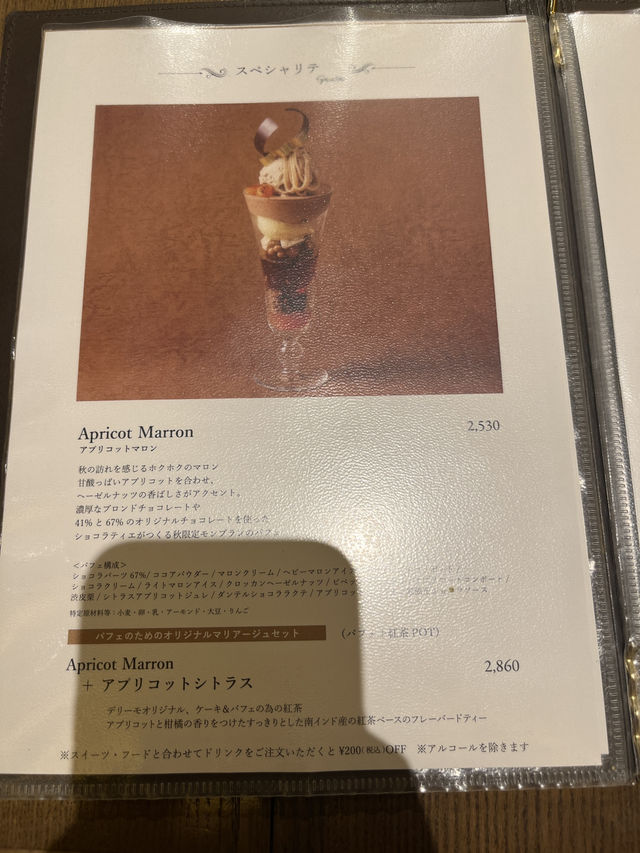 スペシャリテ
Apricot Marron
2,530
アプリコットマロン
秋の訪れを感じるホクホクのマロン
甘酸っぱいアプリコットを合わせ、
ヘーゼルナッツの香ばしさがアクセント。
濃厚なブロンドチョコレートや
41% と 67% のオリジナルチョコレートを使った
ショコラティエがつくる秋限定モンブランのパフェ
<パフェ構成>
ショコラパーツ 67%/ ココアパウダー / マロンクリーム / ヘビーマロンアイス
ショコラクリーム / ライトマロンアイス / クロッカンヘーゼルナッツ /
渋皮栗 / シトラスアプリコットジュレ / ダンテルショコララクテ /
特定原材料等：小麦・卵・乳・アーモンド・大豆・りんご
パフェのためのオリジナルマリアージュセット
（パフェ＋紅茶 POT）
Apricot Marron
2,860
＋ アプリコットシトラス
デリーモオリジナル、ケーキ＆パフェの為の紅茶
アプリコットと柑橘の香りをつけたすっきりとした南インド産の紅茶ベースのフレーバードティー
※スイーツ・フードと合わせてドリンクをご注文いただくと ¥200(税込)OFF　※アルコールを除きます